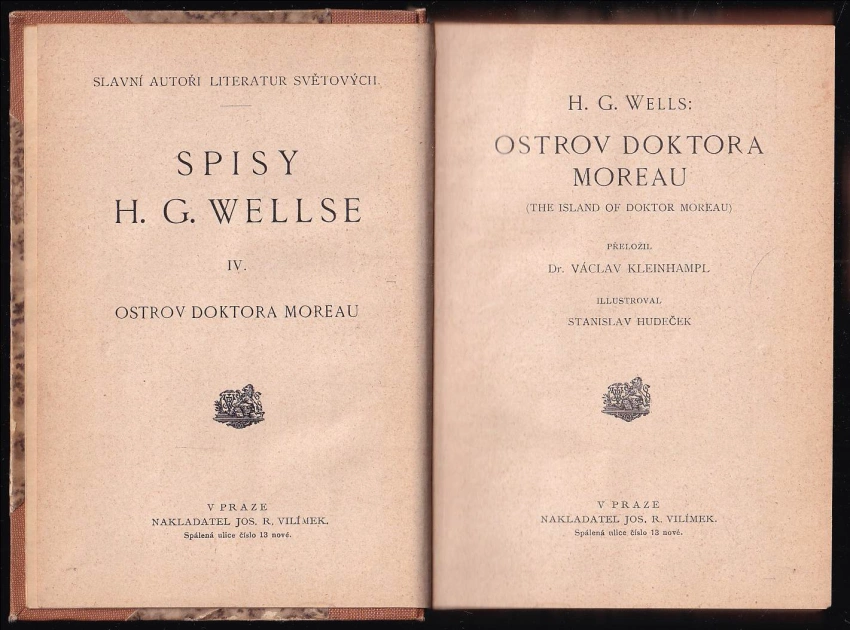 SLAVNÍ AUTOŘI LITERATUR SVĚTOVÝCH.
SPISY
H. G. WELLSE
IV.
OSTROV DOKTORA MOREAU
V PRAZE
NAKLADATEL JOS. R. VILÍMEK.
Spálená ulice číslo 13 nové.
H. G. WELLS:
OSTROV DOKTORA
MOREAU
(THE ISLAND OF DOKTOR MOREAU)
PŘELOŽIL
Dr. VÁCLAV KLEINHAMPL
ILLUSTROVAL
STANISLAV HUDEČEK
V PRAZE
NAKLADATEL JOS. R. VILÍMEK.
Spálená ulice číslo 13 nové.